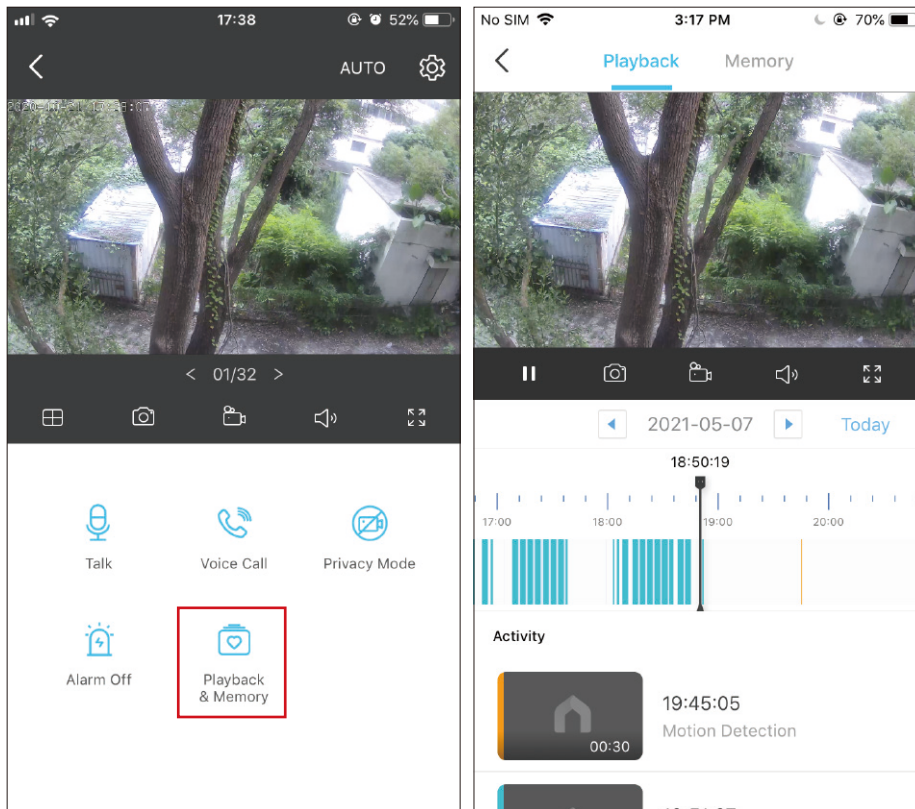 17:38
52%
AUTO
01/32
Talk
Voice Call
Privacy Mode
Alarm Off
Playback
& Memory
No SIM
3:17 PM
70%
Playback
Memory
2021-05-07
Today
18:50:19
17:00
18:00
19:00
20:00
Activity
00:30
19:45:05
Motion Detection